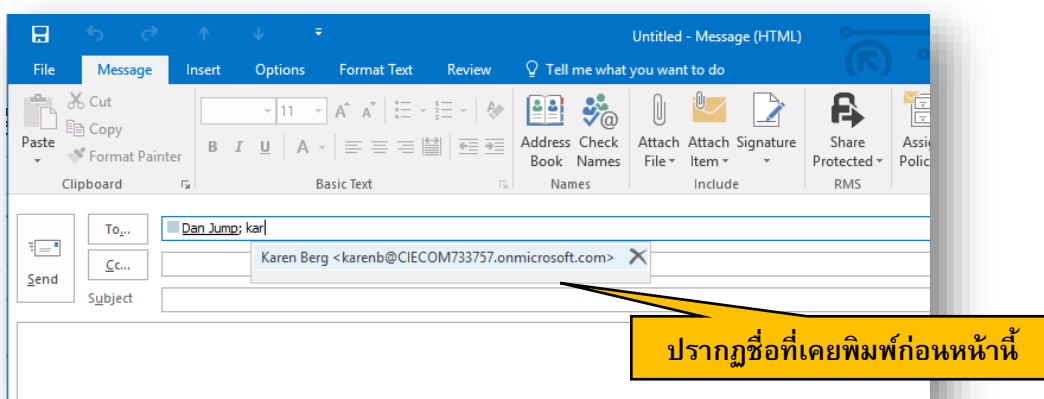 Untitled - Message (HTML)
File Message Insert Options Format Text Review Tell me what you want to do
Cut
Copy
Format Painter
Paste
Clipboard
11
B I U A
Basic Text
Address Book
Check Names
Names
Attach File
Attach Item
Signature
Include
Share Protected
RMS
Send
To...
Dan Jump; kar
Karen Berg <karenb@CIECOM733757.onmicrosoft.com>
Cc...
Subject
ปรากฏชื่อที่เคยพิมพ์ก่อนหน้านี้